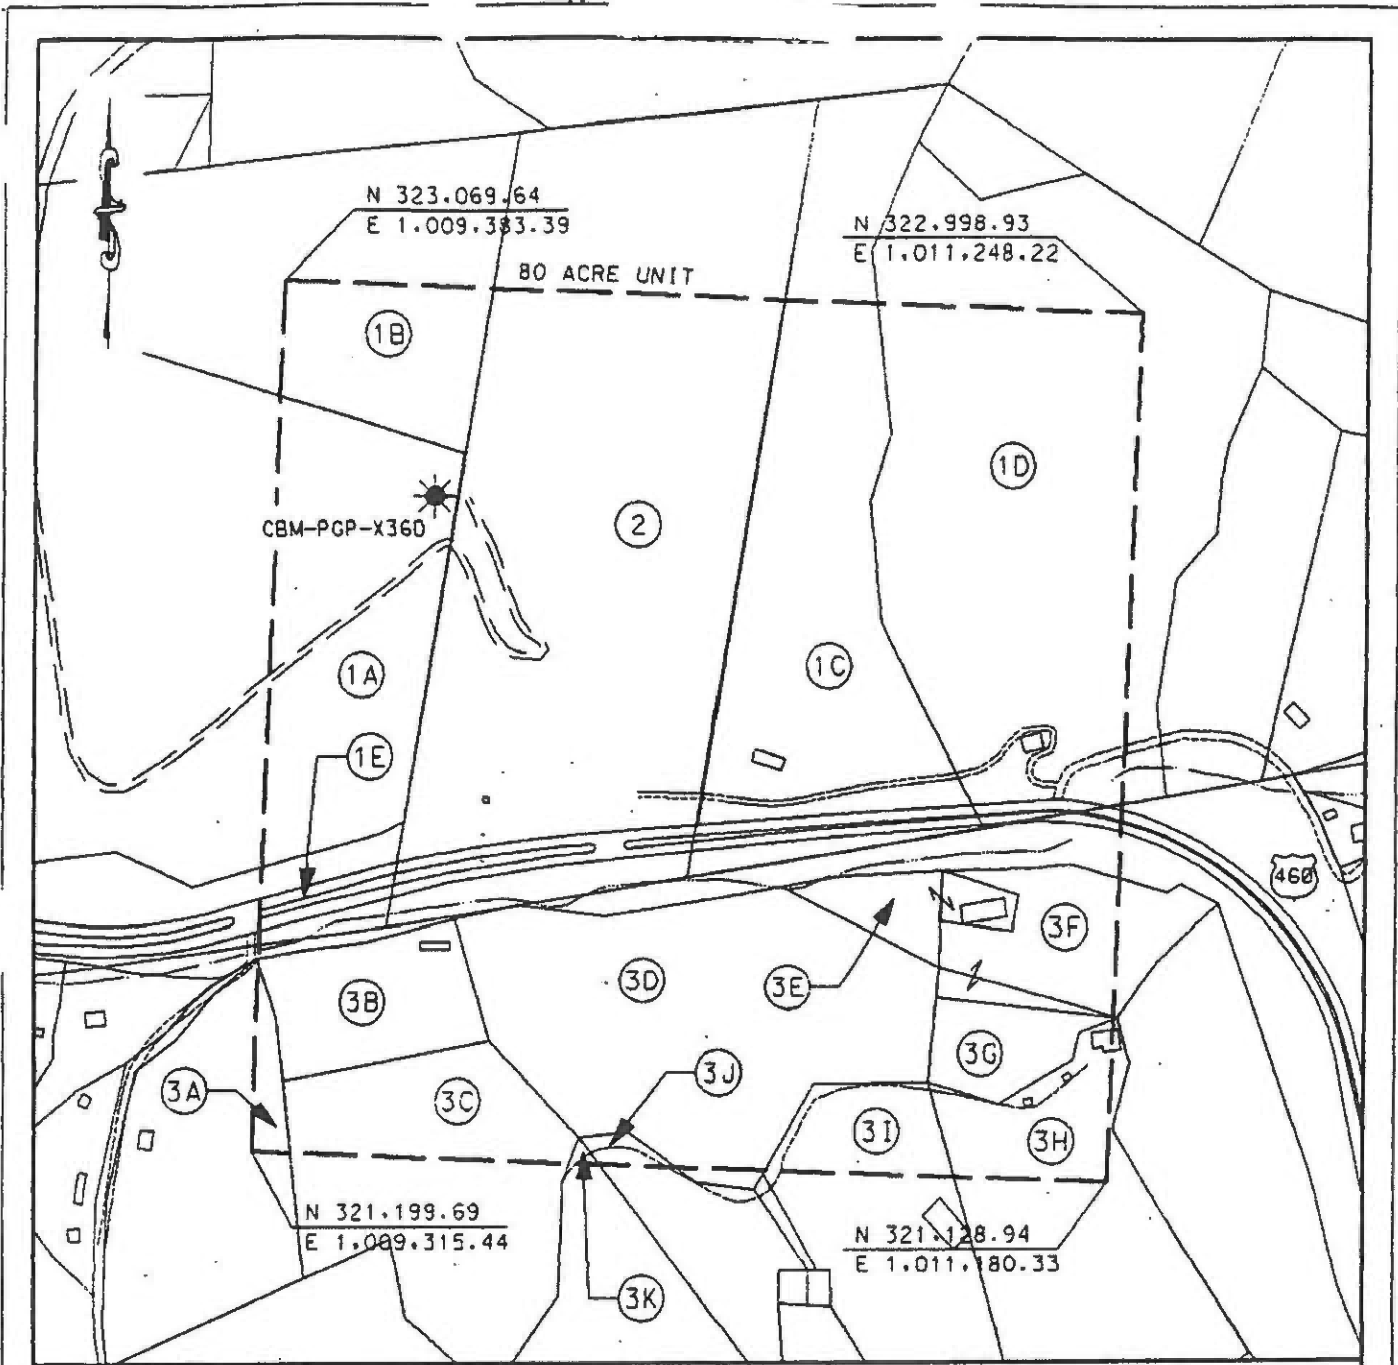 N 323.069.64
E 1.009.383.39
N 322.998.93
E 1.011.248.22
80 ACRE UNIT
1B
1D
CBM-PGP-X36D
2
1A
1C
1E
460
3F
3D
3E
3B
3G
3J
3A
3C
3I
3H
N 321.199.69
E 1.009.315.44
N 321.128.94
E 1.011.180.33
3K